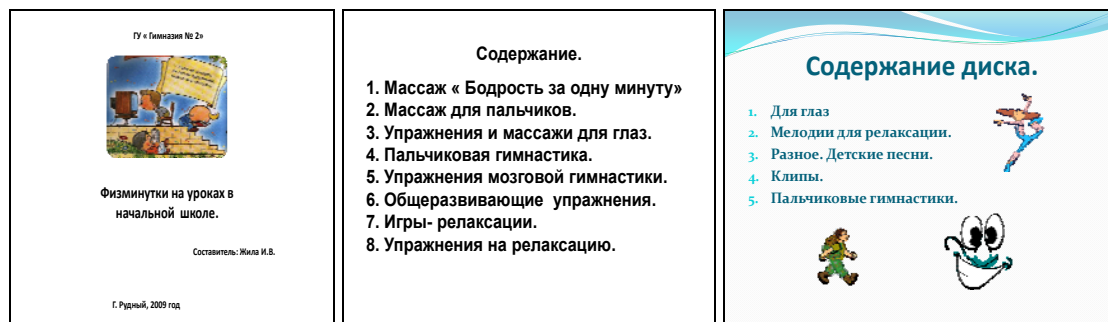 ГУ « Гимназия № 2»
Физминутки на уроках в
начальной школе.
Составитель: Жила И.В.
Г. Рудный, 2009 год
Содержание.
1. Массаж « Бодрость за одну минуту»
2. Массаж для пальчиков.
3. Упражнения и массажи для глаз.
4. Пальчиковая гимнастика.
5. Упражнения мозговой гимнастики.
6. Общеразвивающие упражнения.
7. Игры- релаксации.
8. Упражнения на релаксацию.
Содержание диска.
1. Для глаз
2. Мелодии для релаксации.
3. Разное. Детские песни.
4. Клипы.
5. Пальчиковые гимнастики.